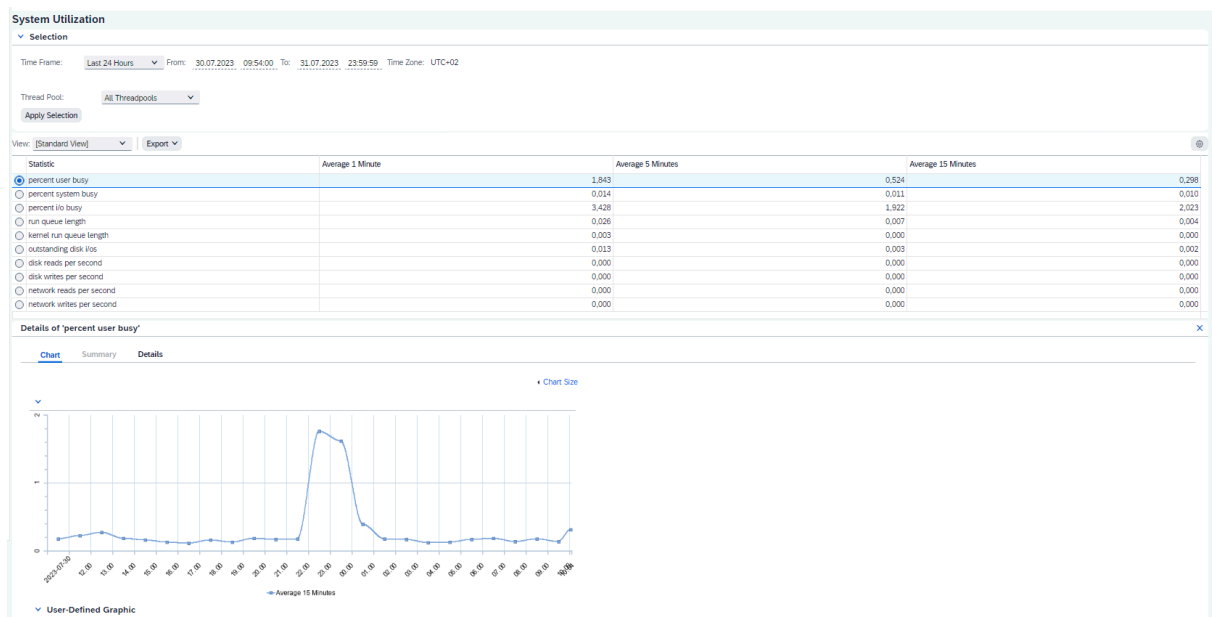 System Utilization
Selection
Time Frame: Last 24 Hours From: 30.07.2023 09:54:00 To: 31.07.2023 23:59:59 Time Zone: UTC+02
Thread Pool: All Threadpools
Apply Selection
View: [Standard View] Export
Statistic Average 1 Minute Average 5 Minutes Average 15 Minutes
percent user busy 1,843 0,524 0,298
percent system busy 0,014 0,011 0,010
percent i/o busy 3,428 1,922 2,023
run queue length 0,026 0,007 0,004
kernel run queue length 0,003 0,000 0,000
outstanding disk i/os 0,013 0,003 0,002
disk reads per second 0,000 0,000 0,000
disk writes per second 0,000 0,000 0,000
network reads per second 0,000 0,000 0,000
network writes per second 0,000 0,000 0,000
Details of 'percent user busy'
Chart Summary Details
Chart Size
2
1
0
2023-07-30 12:00 13:00 14:00 15:00 16:00 17:00 18:00 19:00 20:00 21:00 22:00 23:00 00:00 01:00 02:00 03:00 04:00 05:00 06:00 07:00 08:00 09:00
Average 15 Minutes
User-Defined Graphic